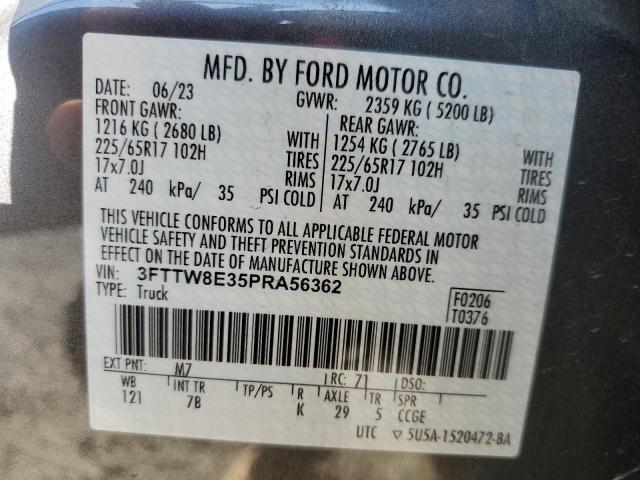 MFD. BY FORD MOTOR CO.
DATE: 06/23 GVWR: 2359 KG ( 5200 LB)
FRONT GAWR: REAR GAWR:
1216 KG ( 2680 LB) WITH 1254 KG ( 2765 LB) WITH
225/65R17 102H TIRES 225/65R17 102H TIRES
17x7.0J RIMS 17x7.0J RIMS
AT 240 kPa/ 35 PSI COLD AT 240 kPa/ 35 PSI COLD
THIS VEHICLE CONFORMS TO ALL APPLICABLE FEDERAL MOTOR
VEHICLE SAFETY AND THEFT PREVENTION STANDARDS IN
EFFECT ON THE DATE OF MANUFACTURE SHOWN ABOVE.
VIN: 3FTTW8E35PRA56362
TYPE: Truck
F0206
T0376
EXT PNT: M7 RC: 71 DSO:
WB INT TR TP/PS R AXLE TR SPR
121 7B K 29 5 CCGE
UTC ▽ 5U5A-1520472-BA